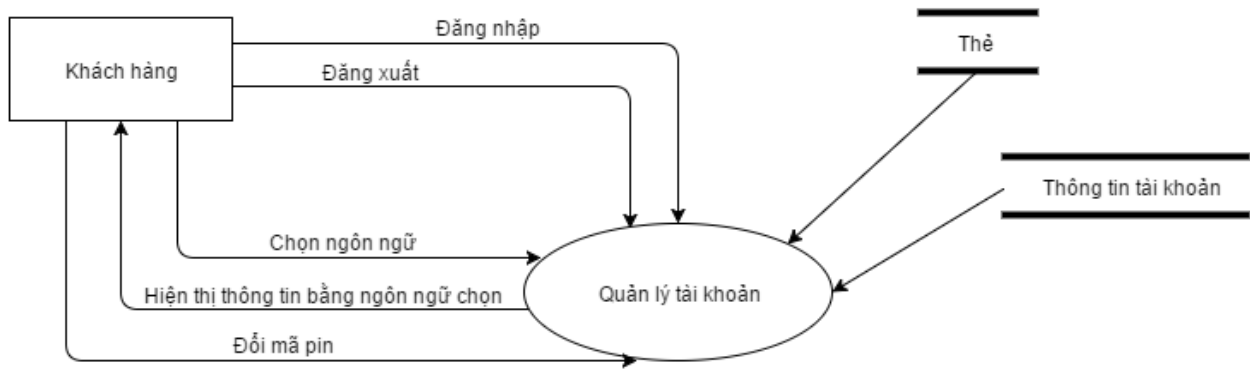 Đăng nhập
Thẻ
Khách hàng
Đăng xuất
Thông tin tài khoản
Chọn ngôn ngữ
Hiện thị thông tin bằng ngôn ngữ chọn
Quản lý tài khoản
Đổi mã pin